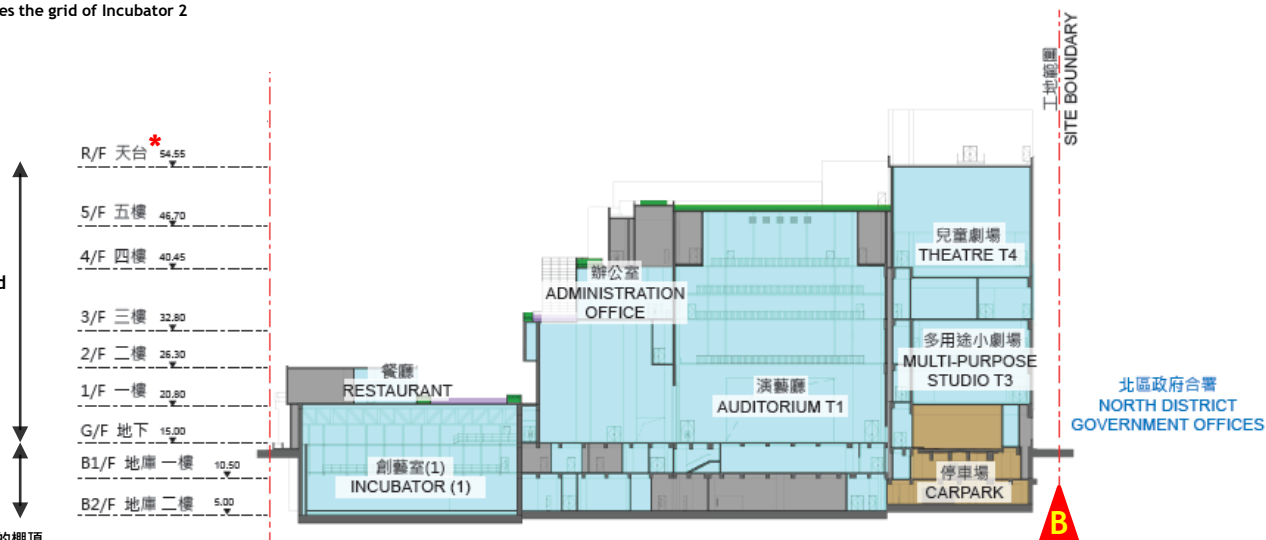 es the grid of Incubator 2
工地範圍
SITE BOUNDARY
R/F 天台 * 54.55
5/F 五樓 46.70
4/F 四樓 40.45
d
3/F 三樓 32.80
2/F 二樓 26.30
1/F 一樓 20.80
G/F 地下 15.00
B1/F 地庫一樓 10.50
B2/F 地庫二樓 5.00
的棚頂
兒童劇場
THEATRE T4
辦公室
ADMINISTRATION
OFFICE
多用途小劇場
MULTI-PURPOSE
STUDIO T3
餐廳
RESTAURANT
演藝廳
AUDITORIUM T1
北區政府合署
NORTH DISTRICT
GOVERNMENT OFFICES
創藝室(1)
INCUBATOR (1)
停車場
CARPARK
B